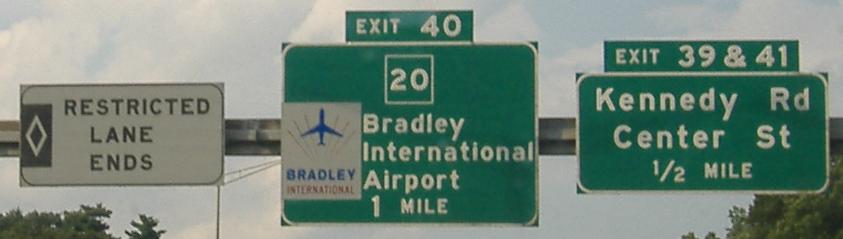 RESTRICTED
LANE
ENDS
EXIT 40
20
Bradley
International
Airport
1 MILE
BRADLEY
INTERNATIONAL
EXIT 39 & 41
Kennedy Rd
Center St
1/2 MILE